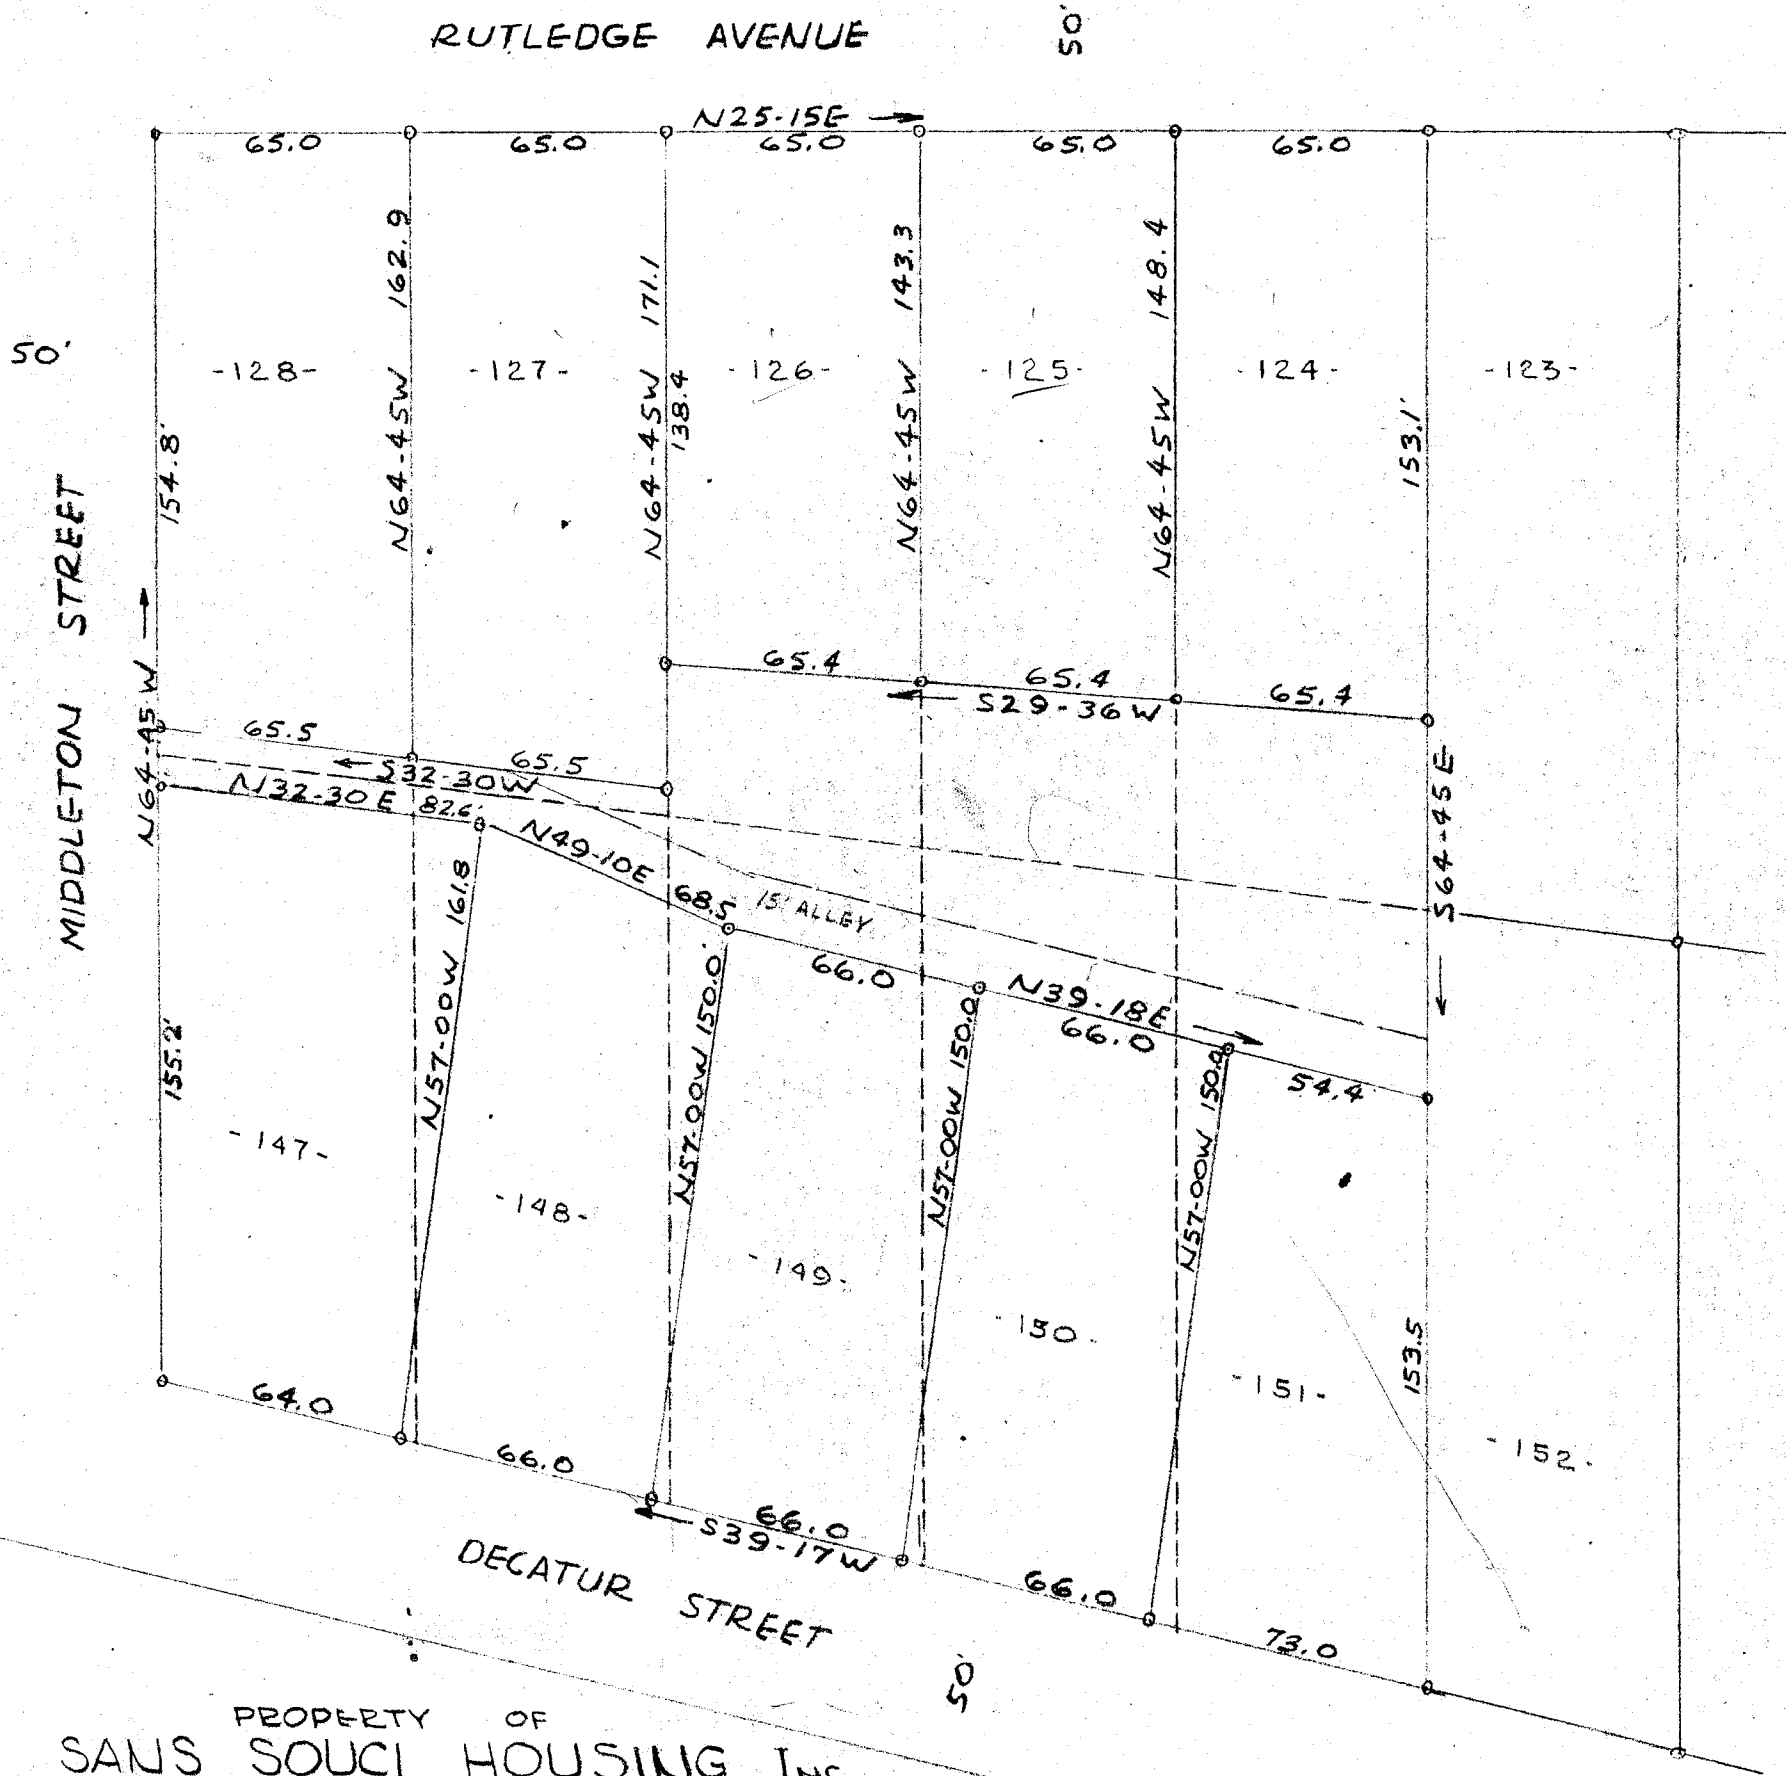 RUTLEDGE AVENUE
50'
N25-15E
65.0
65.0
65.0
65.0
65.0
N64-45W 162.9
N64-45W 171.1
138.4
N64-45W 143.3
N64-45W 148.4
153.1'
50'
-128-
-127-
-126-
-125-
-124-
-123-
154.8'
MIDDLETON STREET
N64-45W
65.4
65.4
65.4
S29-36W
65.5
65.5
S32-30W
N32-30E 82.6'
N49-10E 68.5
15' ALLEY
S64-45E
66.0
N39-18E
66.0
54.4
155.2'
N57-00W 161.8
N57-00W 150.0'
N57-00W 150.0
N57-00W 150.0
-147-
-148-
-149-
-150-
-151-
-152-
153.5
64.0
66.0
66.0
S39-17W
66.0
73.0
DECATUR STREET
50'
PROPERTY OF
SANS SOUCI HOUSING INC